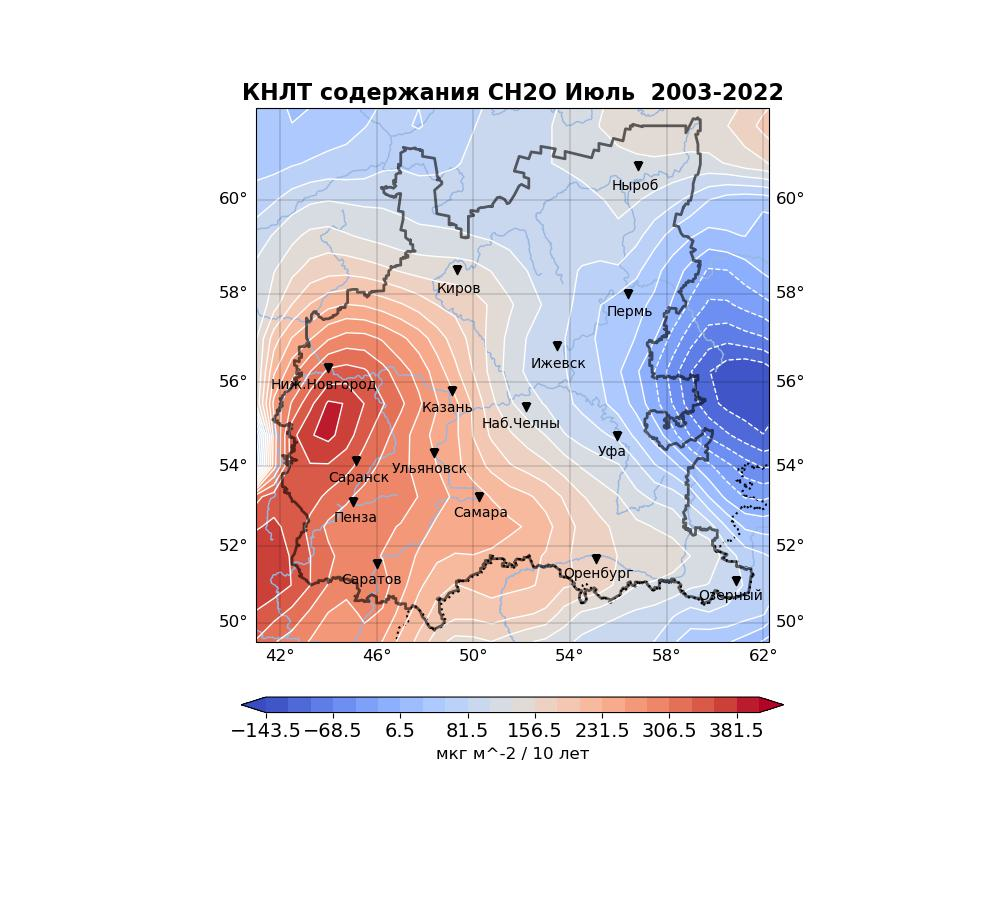 КНЛТ содержания CH2O Июль  2003-2022
Ныроб
60° 60°
Киров
58° 58°
Пермь
Ижевск
56° 56°
Ниж.Новгород
Казань
Наб.Челны
Уфа
54° 54°
Ульяновск
Саранск
Самара
Пенза
52° 52°
Оренбург
Саратов
Озерный
50° 50°
42° 46° 50° 54° 58° 62°
−143.5 −68.5 6.5 81.5 156.5 231.5 306.5 381.5
мкг м^-2 / 10 лет